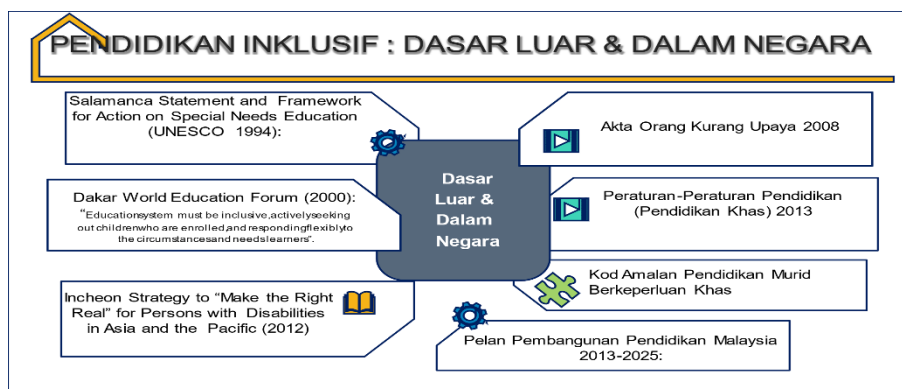 PENDIDIKAN INKLUSIF : DASAR LUAR & DALAM NEGARA
Salamanca Statement and Framework
for Action on Special Needs Education
(UNESCO 1994):
Dakar World Education Forum (2000):
"Educationsystem must be inclusive,activelyseeking
out childrenwho are enrolled,and respondingflexiblyto
the circumstancesand needslearners".
Incheon Strategy to "Make the Right
Real" for Persons with Disabilities
in Asia and the Pacific (2012)
Dasar
Luar &
Dalam
Negara
Akta Orang Kurang Upaya 2008
Peraturan-Peraturan Pendidikan
(Pendidikan Khas) 2013
Kod Amalan Pendidikan Murid
Berkeperluan Khas
Pelan Pembangunan Pendidikan Malaysia
2013-2025: